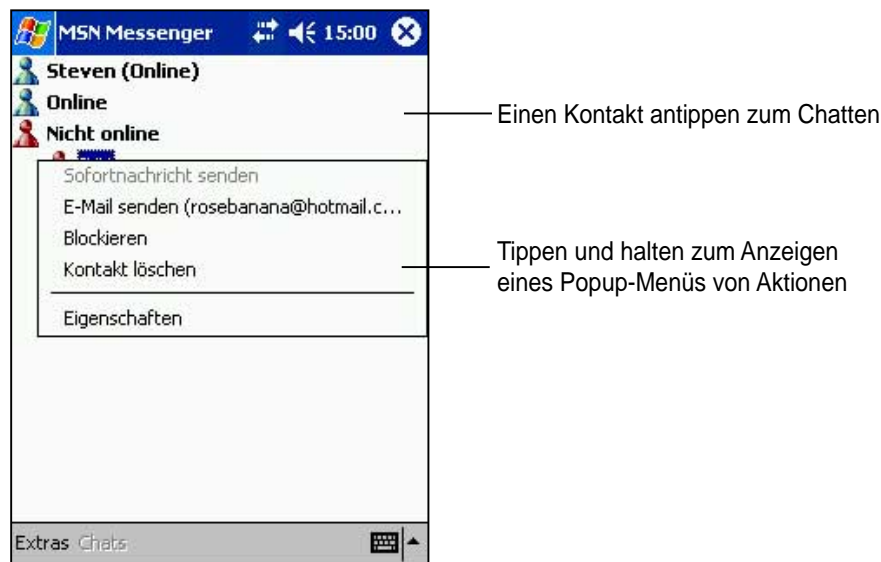 MSN Messenger 15:00
Steven (Online)
Online
Nicht online
Sofortnachricht senden
E-Mail senden (rosebanana@hotmail.c...
Blockieren
Kontakt löschen
Eigenschaften
Extras Chats
Einen Kontakt antippen zum Chatten
Tippen und halten zum Anzeigen
eines Popup-Menüs von Aktionen